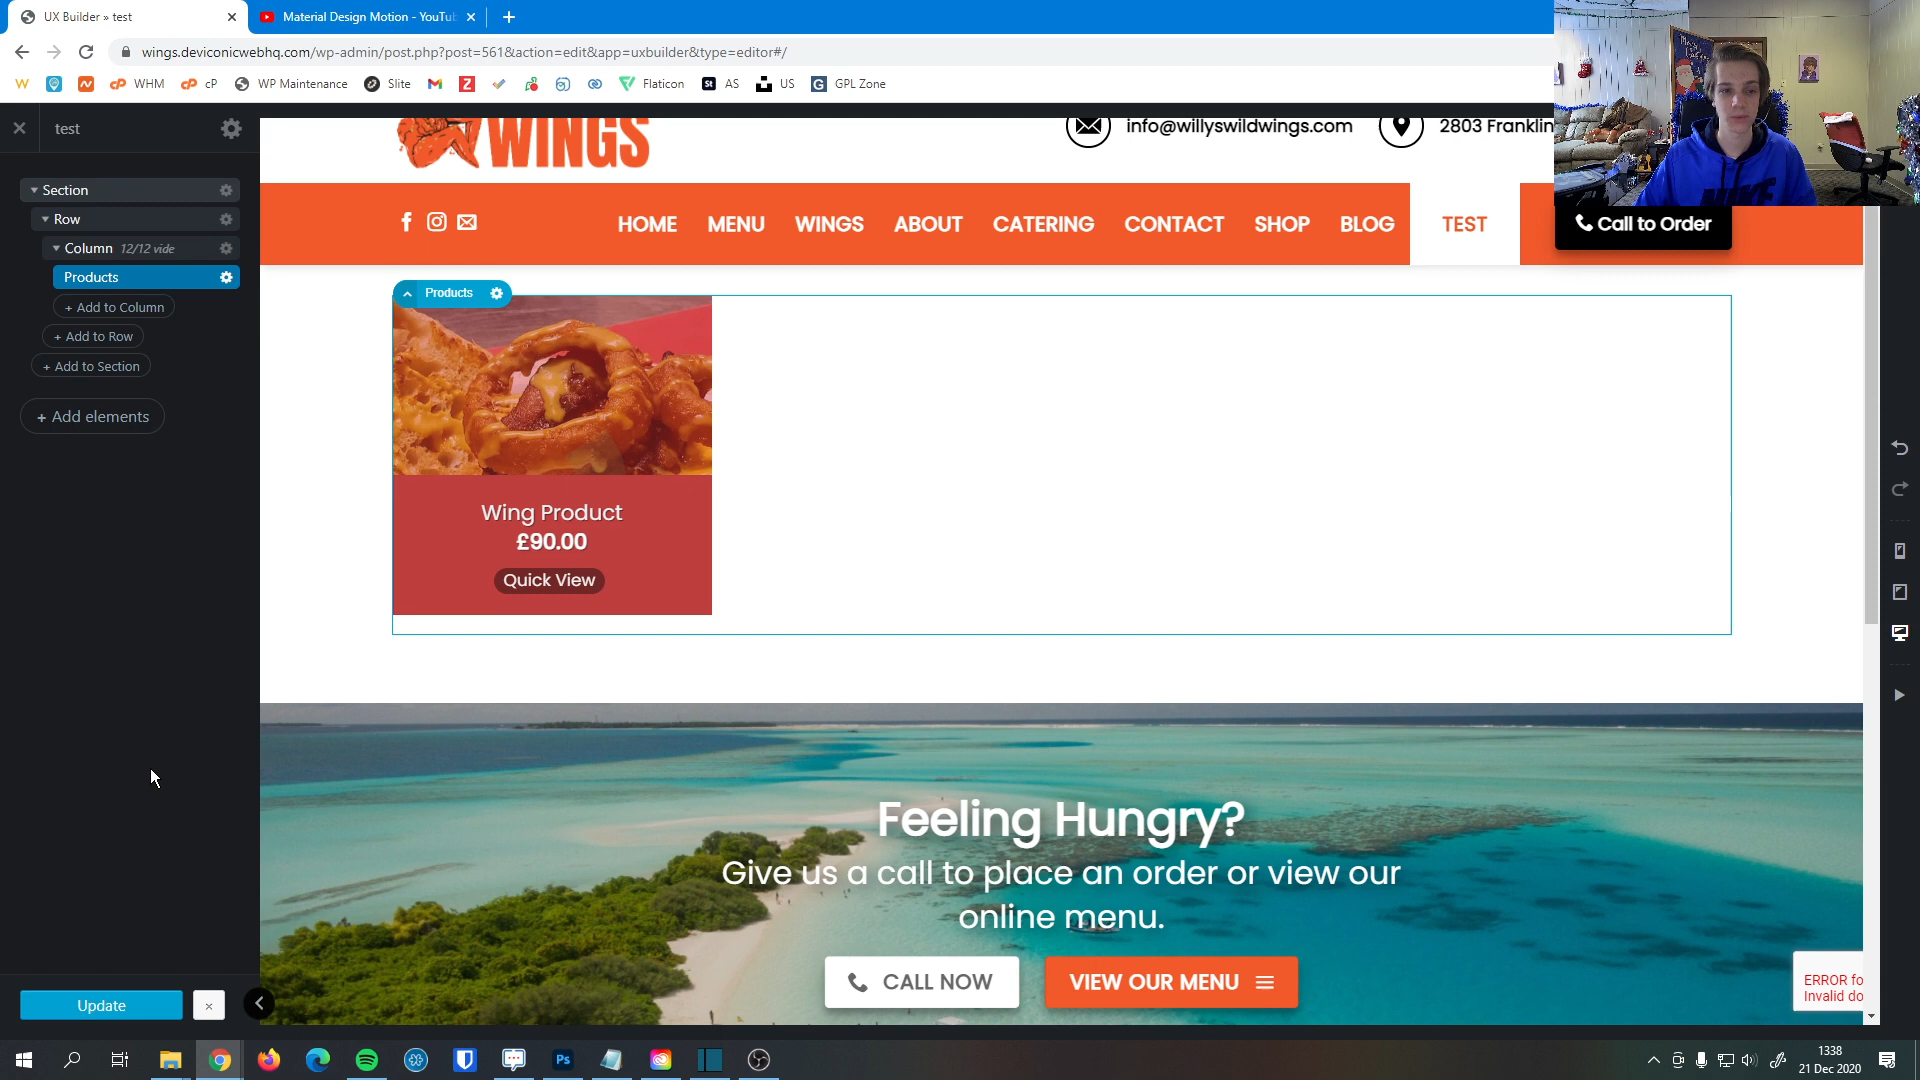 UX Builder » test
Material Design Motion - YouTu
wings.deviconicwebhq.com/wp-admin/post.php?post=561&action=edit&app=uxbuilder&type=editor#/
W
WHM
cP
WP Maintenance
Slite
Flaticon
AS
US
GPL Zone
test
Section
Row
Column 12/12 vide
Products
+ Add to Column
+ Add to Row
+ Add to Section
+ Add elements
Update
×
WINGS
info@willyswildwings.com
2803 Franklin
HOME
MENU
WINGS
ABOUT
CATERING
CONTACT
SHOP
BLOG
TEST
Call to Order
Products
Wing Product
£90.00
Quick View
Feeling Hungry?
Give us a call to place an order or view our
online menu.
CALL NOW
VIEW OUR MENU
ERROR fo
Invalid do
NIKE
1338
21 Dec 2020